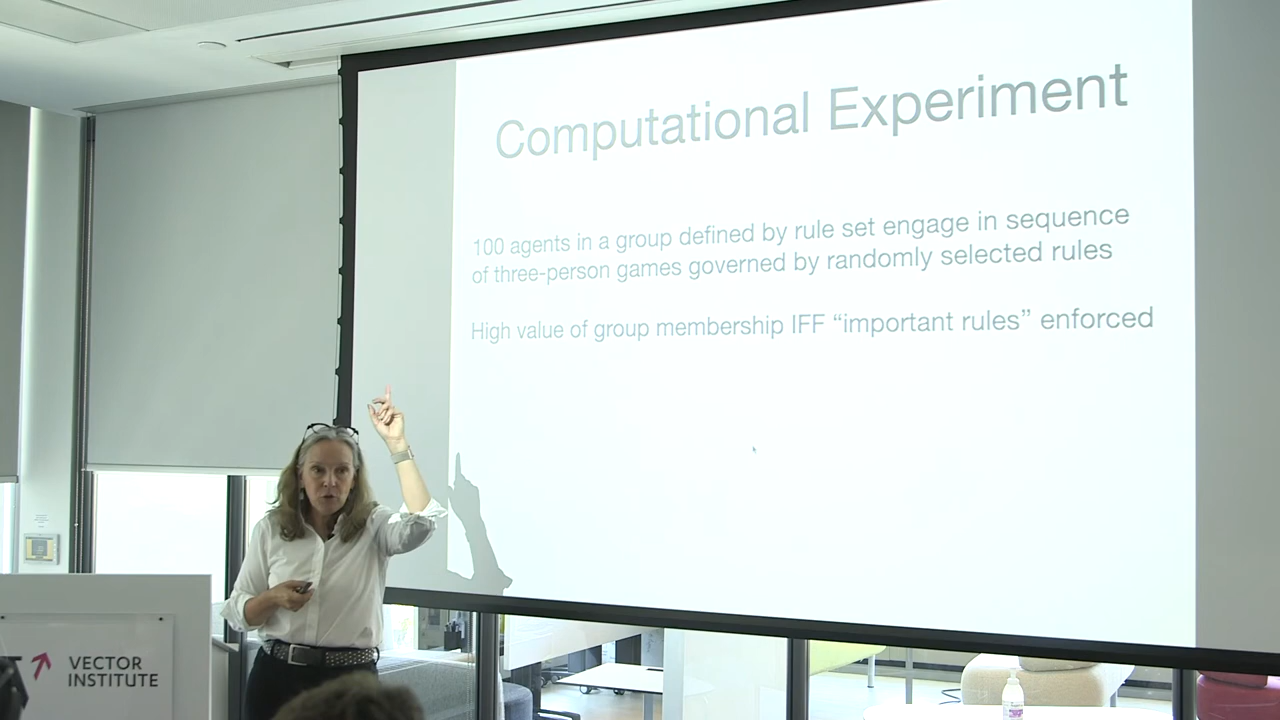 Computational Experiment
100 agents in a group defined by rule set engage in sequence
of three-person games governed by randomly selected rules
High value of group membership IFF “important rules” enforced
VECTOR
INSTITUTE